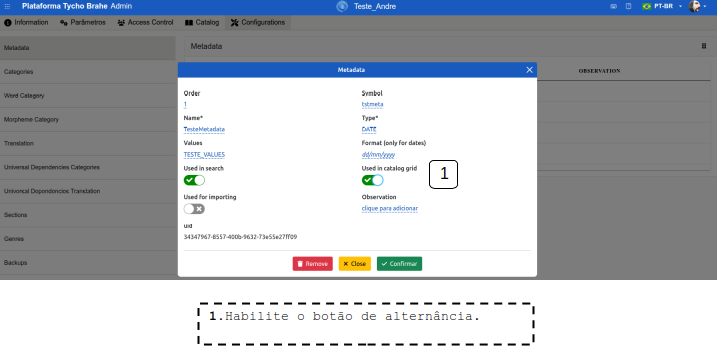 Plataforma Tycho Brahe Admin
Teste_Andre
PT-BR
Information Parâmetros Access Control Catalog Configurations
Metadata
Metadata
Categories
OBSERVATION
Word Category
Morpheme Category
Translation
Universal Dependencies Categories
Universal Dependencies Translation
Sections
Genres
Backups
Metadata
Order
Symbol
1
tstmeta
Name*
Type*
TesteMetadata
DATE
Values
Format (only for dates)
TESTE_VALUES
dd/mm/yyyy
Used in search
Used in catalog grid
1
Used for importing
Observation
clique para adicionar
uid
34347967-8557-400b-9632-73e55e27ff09
Remove Close Confirmar
1.Habilite o botão de alternância.